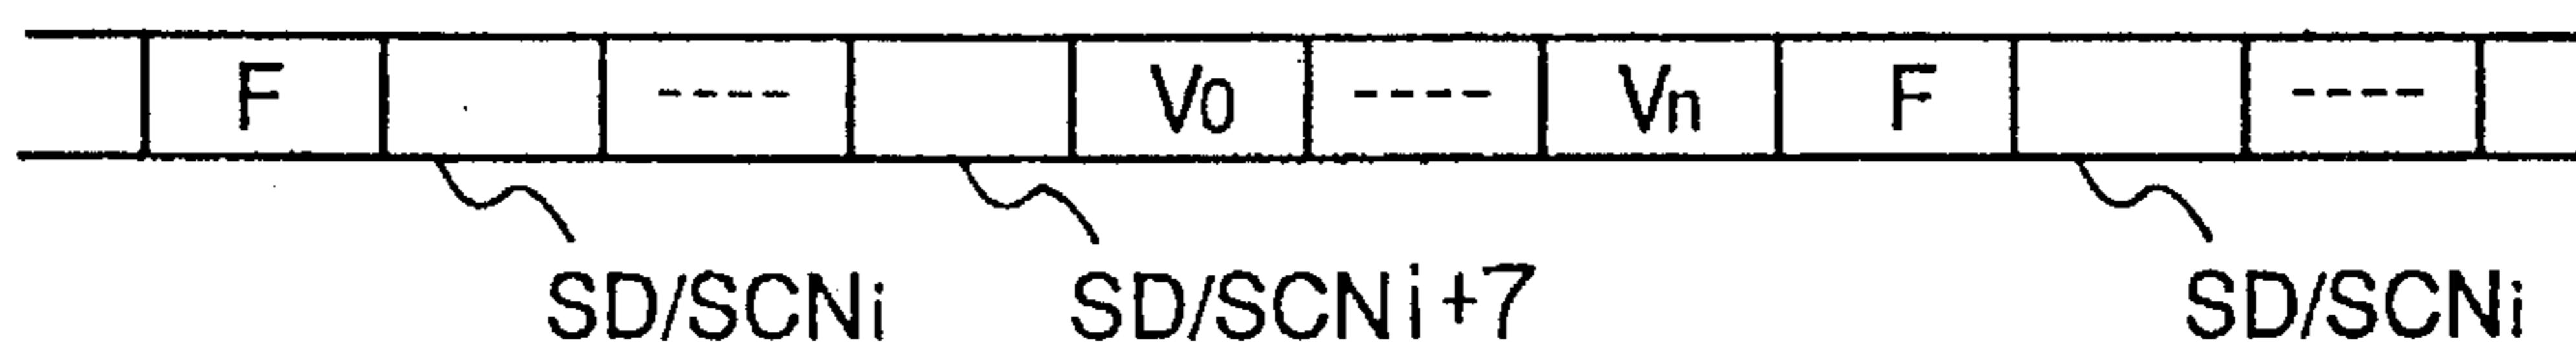 F ---- V0 ---- Vn F ----
SD/SCNi SD/SCNi+7 SD/SCNi